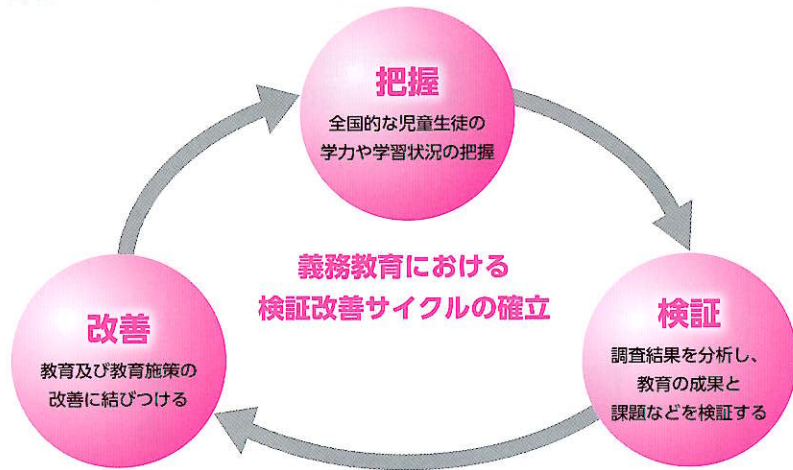 把握
全国的な児童生徒の
学力や学習状況の把握
義務教育における
検証改善サイクルの確立
検証
調査結果を分析し、
教育の成果と
課題などを検証する
改善
教育及び教育施策の
改善に結びつける